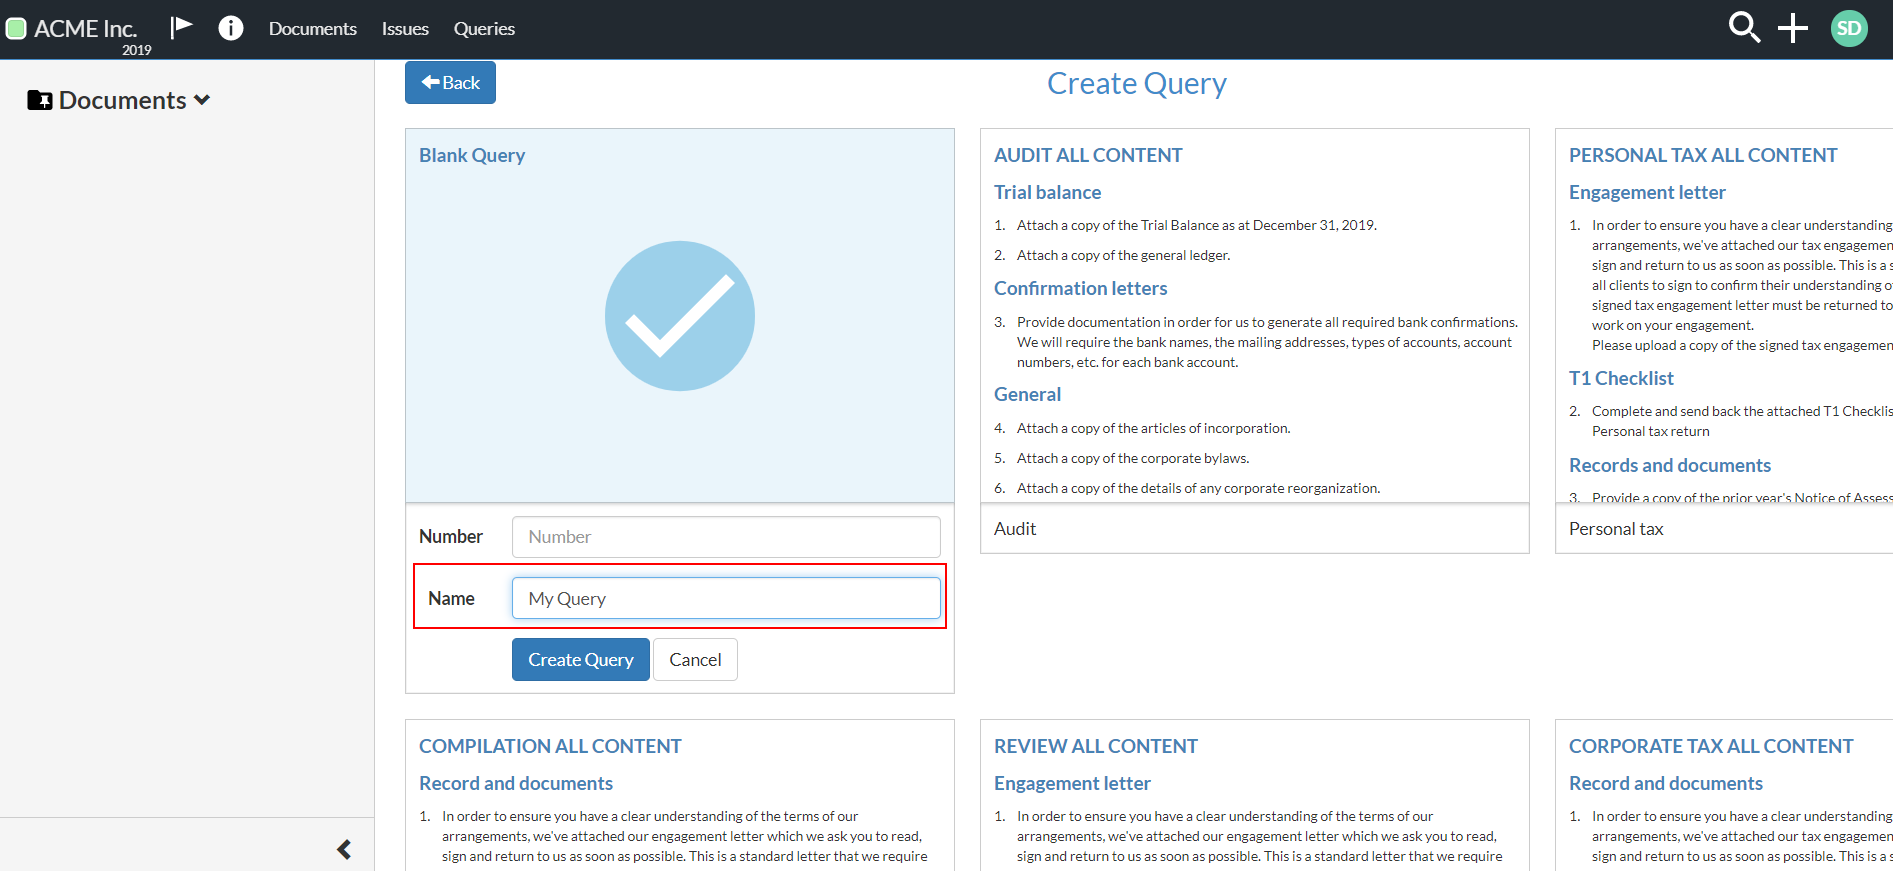 ACME Inc.
2019
Documents
Issues
Queries
SD
Documents
Back
Create Query
Blank Query
Number
Number
Name
My Query
Create Query
Cancel
AUDIT ALL CONTENT
Trial balance
1. Attach a copy of the Trial Balance as at December 31, 2019.
2. Attach a copy of the general ledger.
Confirmation letters
3. Provide documentation in order for us to generate all required bank confirmations.
We will require the bank names, the mailing addresses, types of accounts, account
numbers, etc. for each bank account.
General
4. Attach a copy of the articles of incorporation.
5. Attach a copy of the corporate bylaws.
6. Attach a copy of the details of any corporate reorganization.
Audit
PERSONAL TAX ALL CONTENT
Engagement letter
1. In order to ensure you have a clear understanding
arrangements, we've attached our tax engagemen
sign and return to us as soon as possible. This is a s
all clients to sign to confirm their understanding o
signed tax engagement letter must be returned to
work on your engagement.
Please upload a copy of the signed tax engagemen
T1 Checklist
2. Complete and send back the attached T1 Checklis
Personal tax return
Records and documents
3. Provide a copy of the prior year's Notice of Assess
Personal tax
COMPILATION ALL CONTENT
Record and documents
1. In order to ensure you have a clear understanding of the terms of our
arrangements, we've attached our engagement letter which we ask you to read,
sign and return to us as soon as possible. This is a standard letter that we require
REVIEW ALL CONTENT
Engagement letter
1. In order to ensure you have a clear understanding of the terms of our
arrangements, we've attached our engagement letter which we ask you to read,
sign and return to us as soon as possible. This is a standard letter that we require
CORPORATE TAX ALL CONTENT
Record and documents
1. In order to ensure you have a clear understanding
arrangements, we've attached our tax engagemen
sign and return to us as soon as possible. This is a s